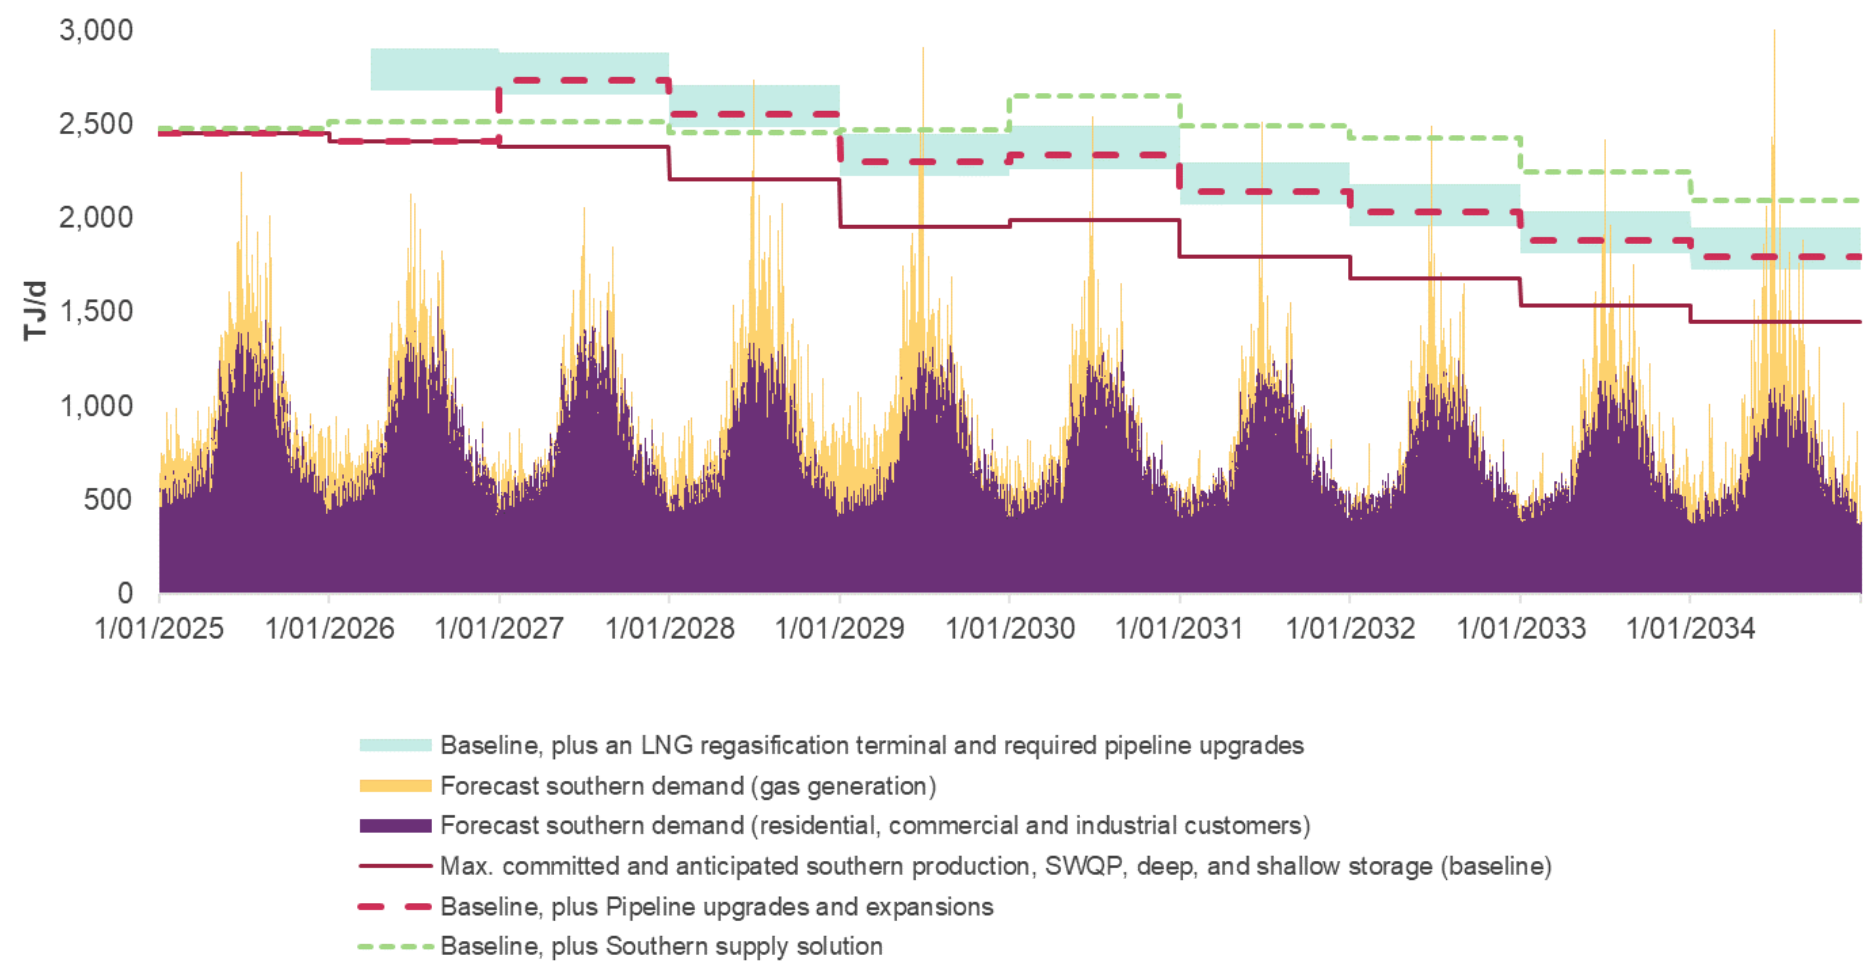 3,000
2,500
2,000
1,500
1,000
500
0
TJ/d
1/01/2025 1/01/2026 1/01/2027 1/01/2028 1/01/2029 1/01/2030 1/01/2031 1/01/2032 1/01/2033 1/01/2034
Baseline, plus an LNG regasification terminal and required pipeline upgrades
Forecast southern demand (gas generation)
Forecast southern demand (residential, commercial and industrial customers)
Max. committed and anticipated southern production, SWQP, deep, and shallow storage (baseline)
Baseline, plus Pipeline upgrades and expansions
Baseline, plus Southern supply solution